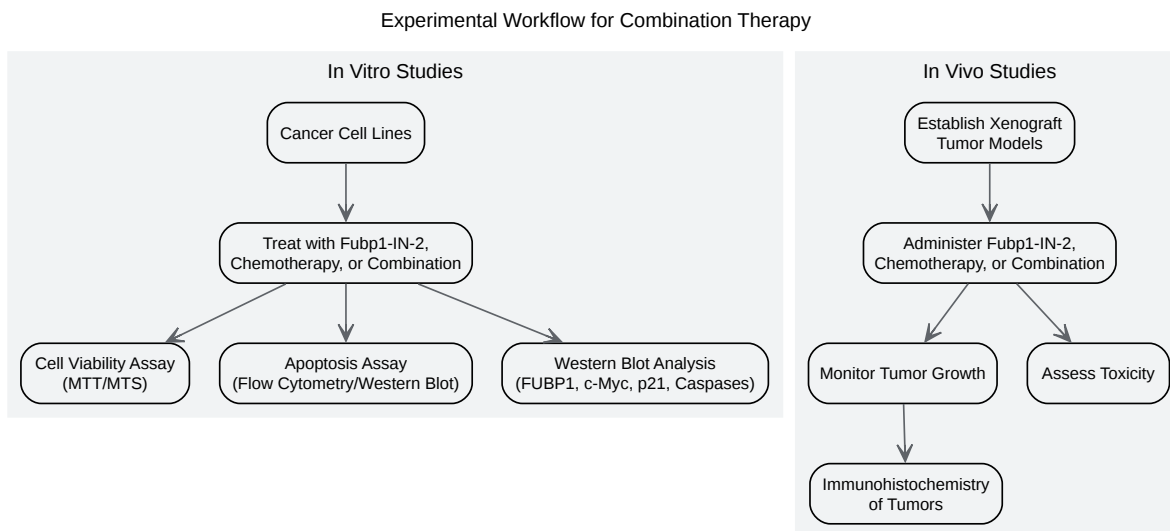 Experimental Workflow for Combination Therapy
In Vitro Studies
Cancer Cell Lines
Treat with Fubp1-IN-2,
Chemotherapy, or Combination
Cell Viability Assay
(MTT/MTS)
Apoptosis Assay
(Flow Cytometry/Western Blot)
Western Blot Analysis
(FUBP1, c-Myc, p21, Caspases)
In Vivo Studies
Establish Xenograft
Tumor Models
Administer Fubp1-IN-2,
Chemotherapy, or Combination
Monitor Tumor Growth
Assess Toxicity
Immunohistochemistry
of Tumors